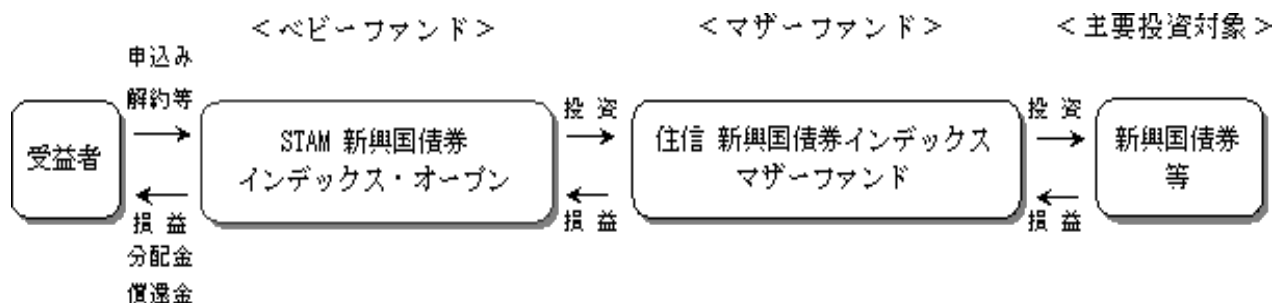 ＜ベビーファンド＞
＜マザーファンド＞
＜主要投資対象＞
申込み
解約等
受益者
損 益
分配金
償還金
STAM 新興国債券
インデックス・オープン
投 資
損 益
住信 新興国債券インデックス
マザーファンド
投 資
損 益
新興国債券
等